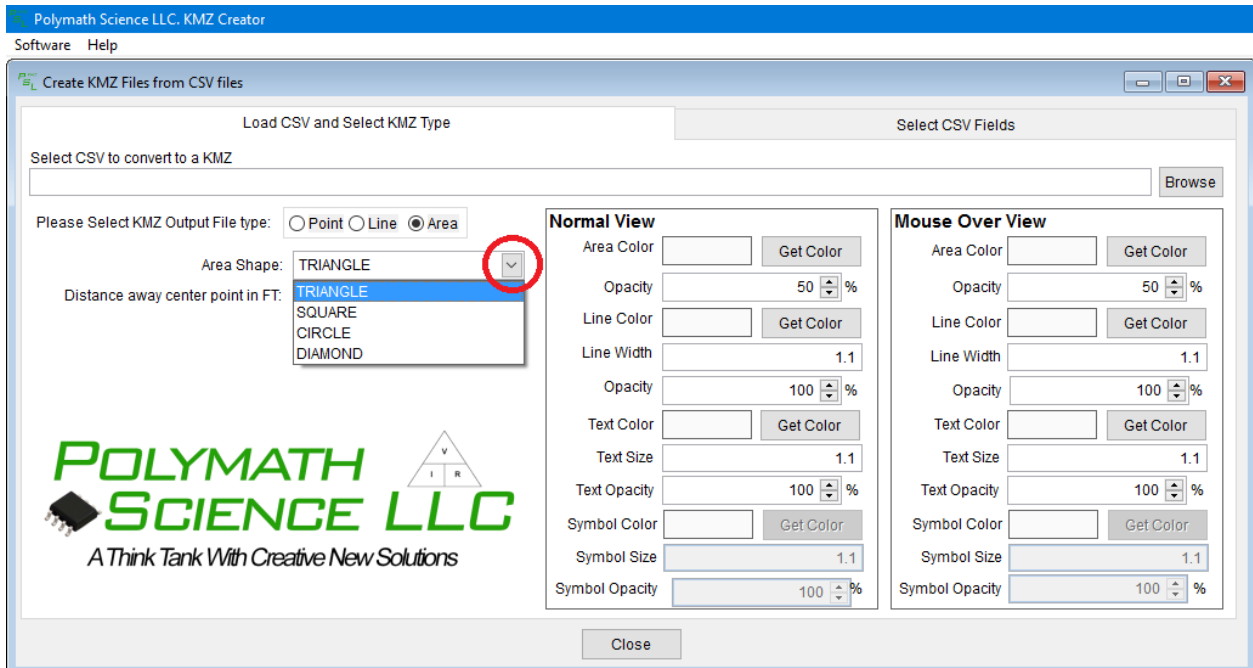 Polymath Science LLC. KMZ Creator
Software Help
Create KMZ Files from CSV files
Load CSV and Select KMZ Type
Select CSV Fields
Select CSV to convert to a KMZ
Browse
Please Select KMZ Output File type: Point Line Area
Area Shape: TRIANGLE
Distance away center point in FT:
TRIANGLE
SQUARE
CIRCLE
DIAMOND
POLYMATH
SCIENCE LLC
V
I R
A Think Tank With Creative New Solutions
Normal View
Area Color Get Color
Opacity 50 %
Line Color Get Color
Line Width 1.1
Opacity 100 %
Text Color Get Color
Text Size 1.1
Text Opacity 100 %
Symbol Color Get Color
Symbol Size 1.1
Symbol Opacity 100 %
Mouse Over View
Area Color Get Color
Opacity 50 %
Line Color Get Color
Line Width 1.1
Opacity 100 %
Text Color Get Color
Text Size 1.1
Text Opacity 100 %
Symbol Color Get Color
Symbol Size 1.1
Symbol Opacity 100 %
Close